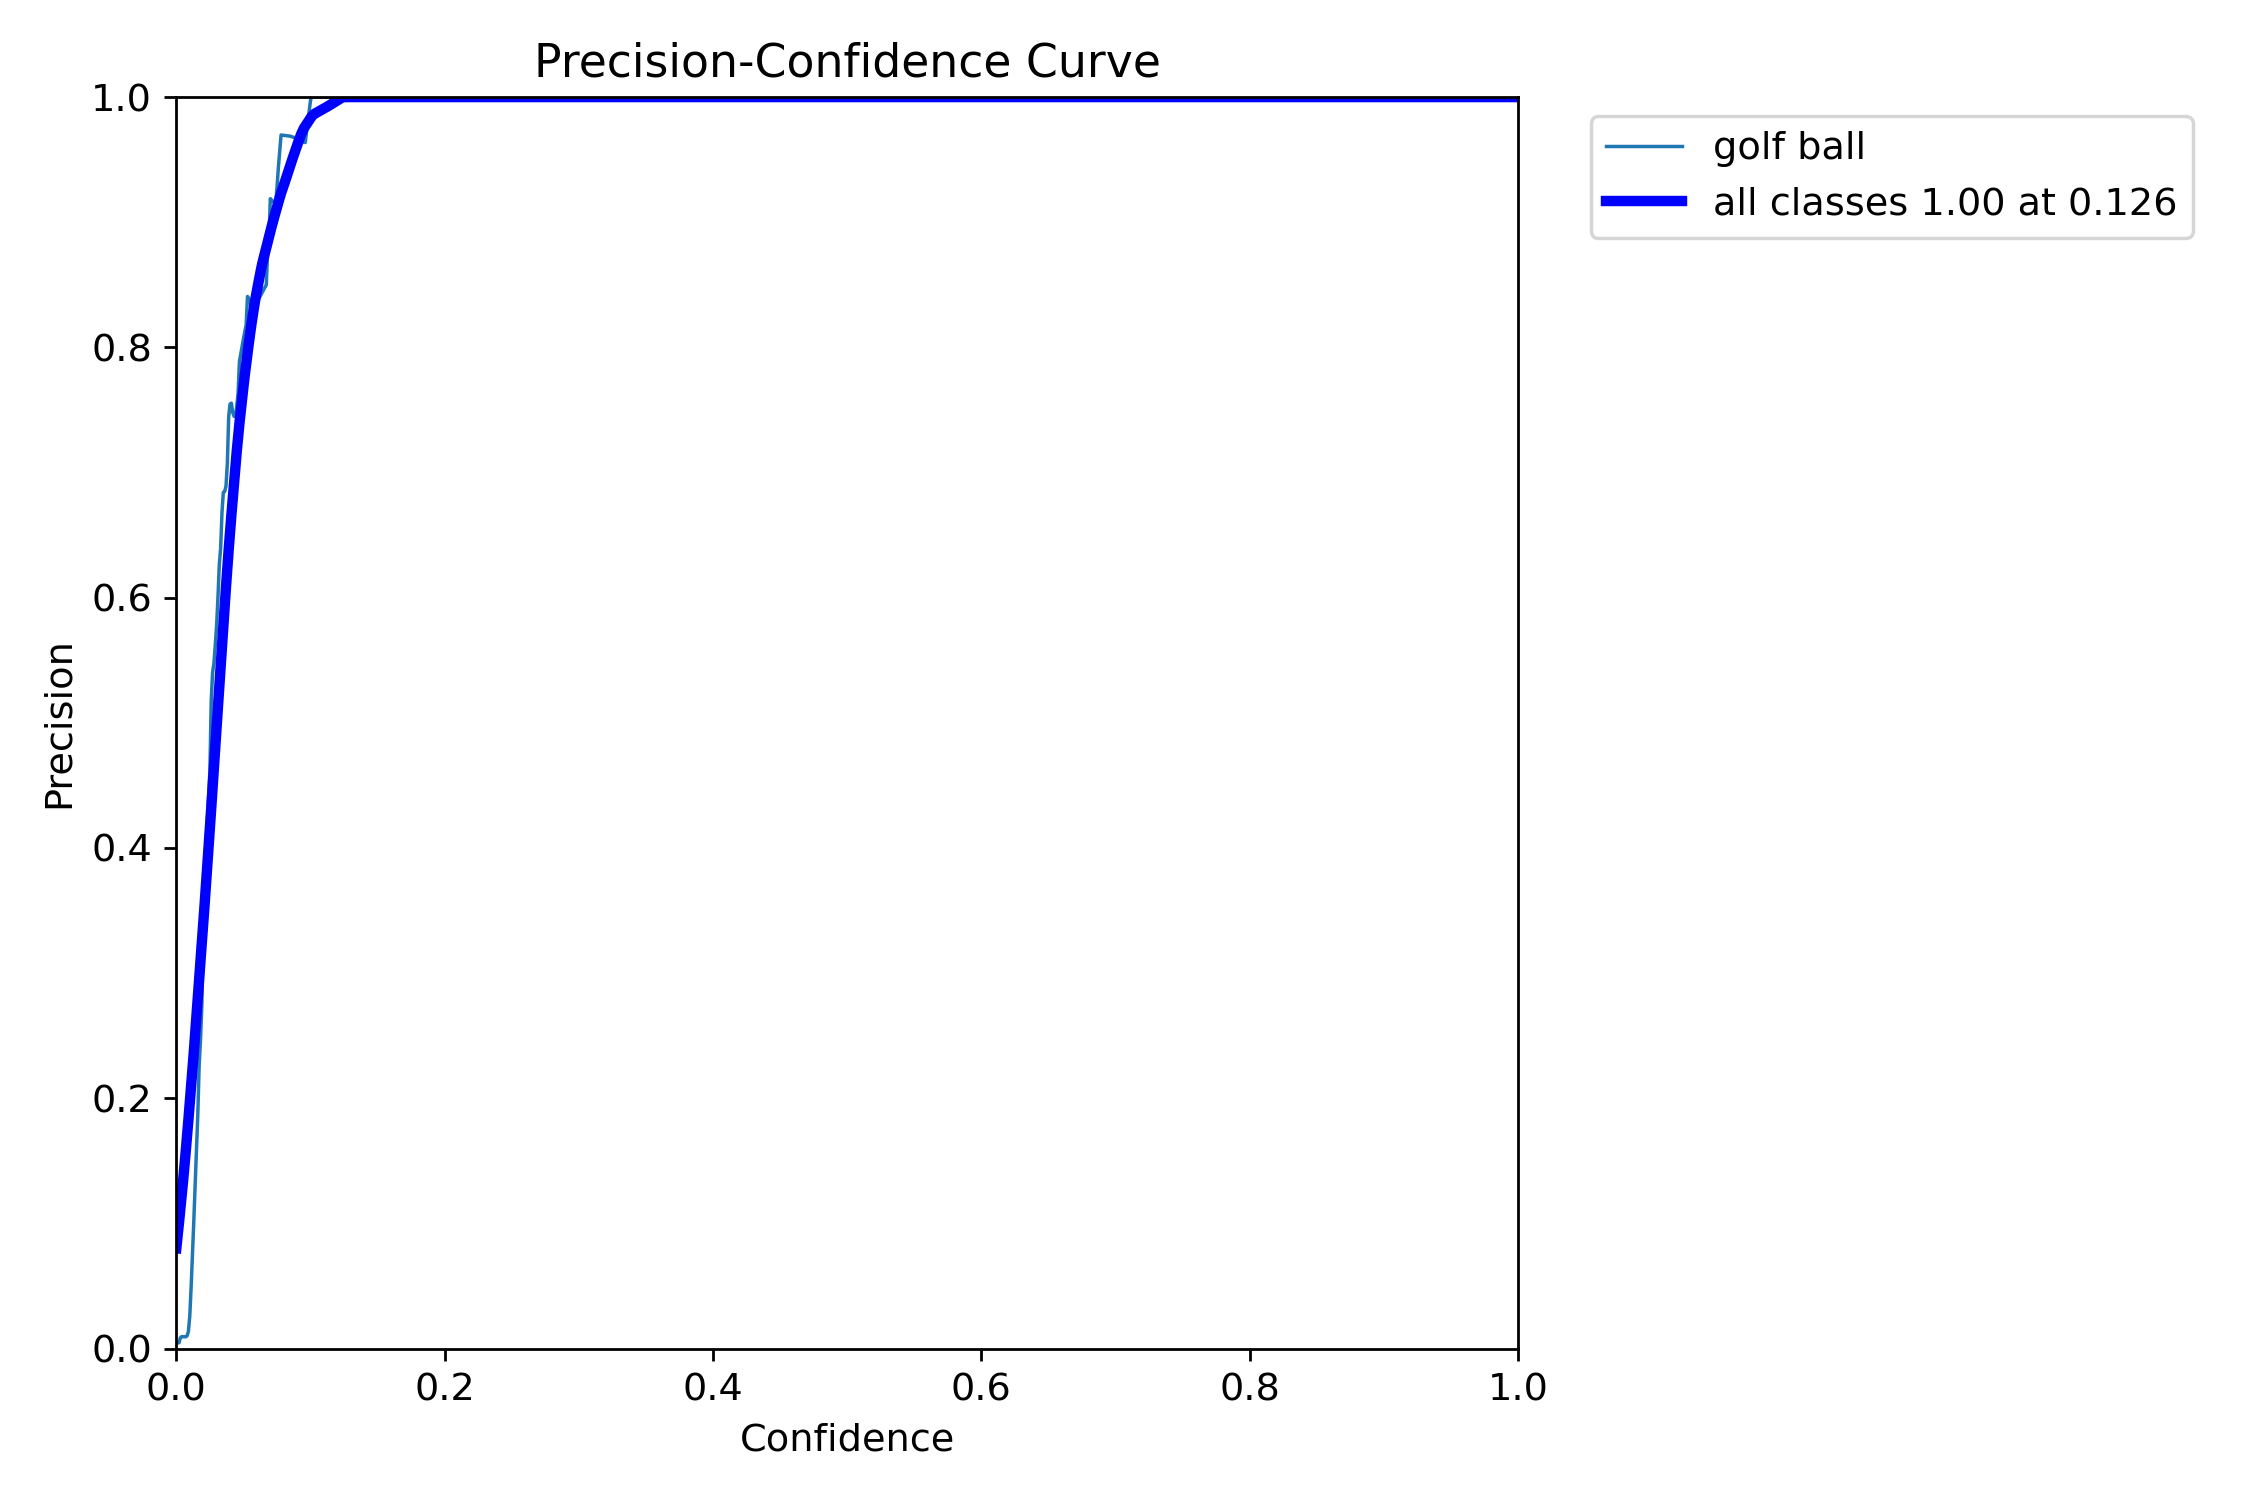 Precision-Confidence Curve
golf ball
all classes 1.00 at 0.126
Precision
1.0
0.8
0.6
0.4
0.2
0.0
0.0 0.2 0.4 0.6 0.8 1.0
Confidence